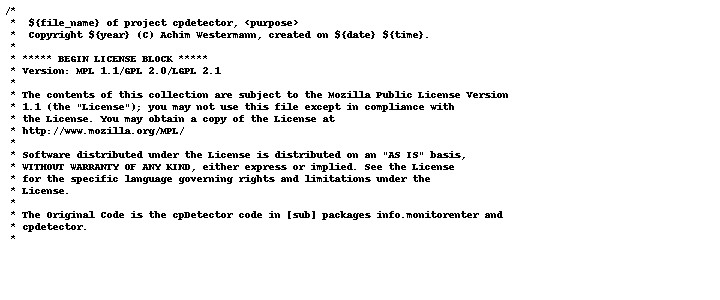 /*
 *  ${file_name} of project cpdetector, <purpose>
 *  Copyright ${year} (C) Achim Westermann, created on ${date} ${time}.
 *
 * ***** BEGIN LICENSE BLOCK *****
 * Version: MPL 1.1/GPL 2.0/LGPL 2.1
 *
 * The contents of this collection are subject to the Mozilla Public License Version
 * 1.1 (the "License"); you may not use this file except in compliance with
 * the License. You may obtain a copy of the License at
 * http://www.mozilla.org/MPL/
 *
 * Software distributed under the License is distributed on an "AS IS" basis,
 * WITHOUT WARRANTY OF ANY KIND, either express or implied. See the License
 * for the specific language governing rights and limitations under the
 * License.
 *
 * The Original Code is the cpDetector code in [sub] packages info.monitorenter and
 * cpdetector.
 *